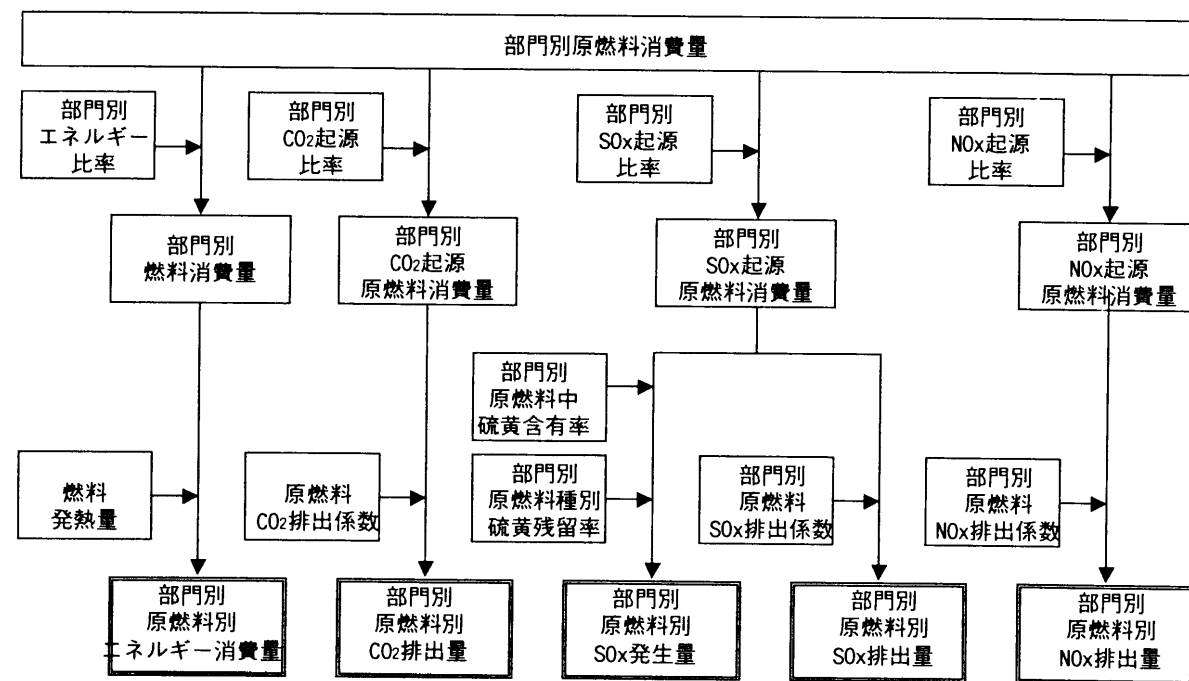 部門別原燃料消費量
部門別
エネルギー
比率
部門別
CO₂起源
比率
部門別
SOx起源
比率
部門別
NOx起源
比率
部門別
燃料消費量
部門別
CO₂起源
原燃料消費量
部門別
SOx起源
原燃料消費量
部門別
NOx起源
原燃料消費量
部門別
原燃料中
硫黄含有率
燃料
発熱量
原燃料
CO₂排出係数
部門別
原燃料種別
硫黄残留率
部門別
原燃料
SOx排出係数
部門別
原燃料
NOx排出係数
部門別
原燃料別
エネルギー消費量
部門別
原燃料別
CO₂排出量
部門別
原燃料別
SOx発生量
部門別
原燃料別
SOx排出量
部門別
原燃料別
NOx排出量